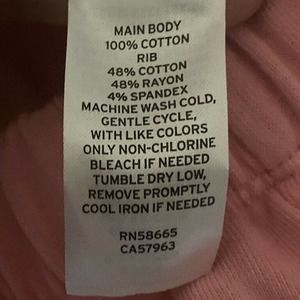 MAIN BODY
100% COTTON
RIB
48% COTTON
48% RAYON
4% SPANDEX
MACHINE WASH COLD,
GENTLE CYCLE,
WITH LIKE COLORS
ONLY NON-CHLORINE
BLEACH IF NEEDED
TUMBLE DRY LOW,
REMOVE PROMPTLY
COOL IRON IF NEEDED
RN58665
CA57963